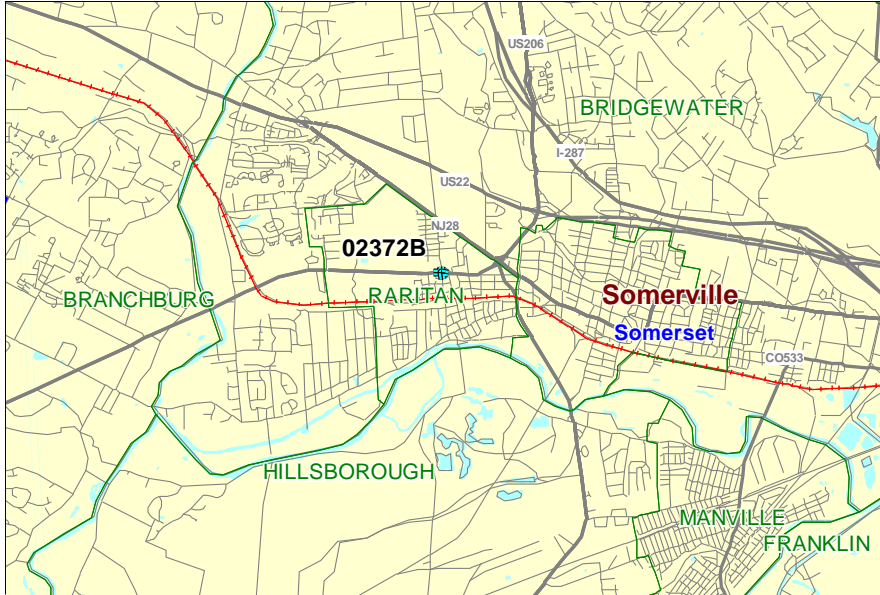 US206
BRIDGEWATER
I-287
US22
NJ28
02372B
BRANCHBURG
RARITAN
Somerville
Somerset
CO533
HILLSBOROUGH
MANVILLE
FRANKLIN